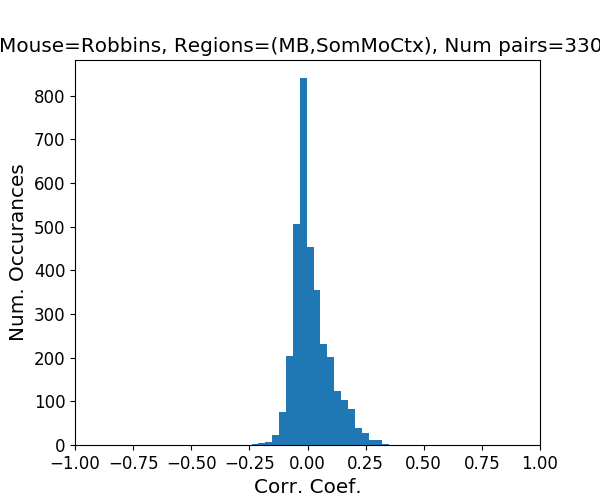 Mouse=Robbins, Regions=(MB,SomMoCtx), Num pairs=330
800
700
600
500
400
300
200
100
0
Num. Occurances
−1.00 −0.75 −0.50 −0.25 0.00 0.25 0.50 0.75 1.00
Corr. Coef.